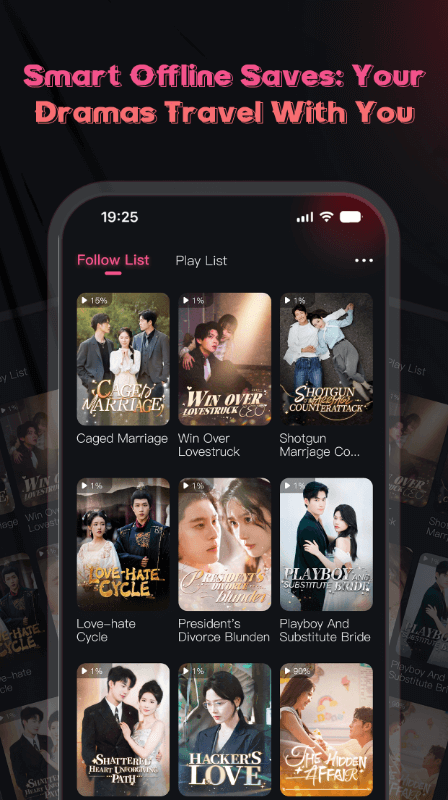 Smart Offline Saves: Your
Dramas Travel With You
19:25
Follow List
Play List
16%
1%
1%
CAGED
MARRIAGE
WIN OVER
LOVESTRUCK CEO
SHOTGUN
MARRIAGE
COUNTERATTACK
Caged Marriage
Win Over
Lovestruck
Shotgun
Marrjage Co...
1%
1%
1%
LOVE-HATE
CYCLE
PRESIDENT'S
DIVORCE
blunder
PLAYBOY AND
SUBSTITUTE BRIDE
Love-hate
Cycle
President's
Divorce Blunden
Playboy And
Substitute Bride
1%
1%
90%
SHATTERED
HEART UNFORGIVING
PATH
HACKER'S
LOVE
THE HIDDEN
AFFAIR